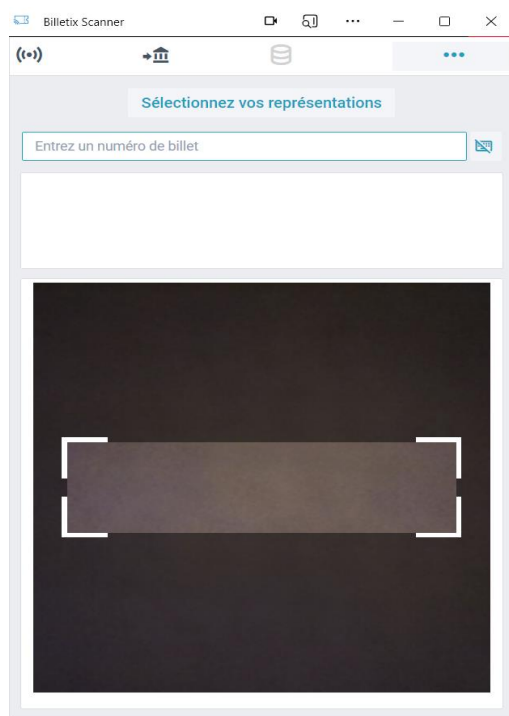 Billetix Scanner
Sélectionnez vos représentations
Entrez un numéro de billet